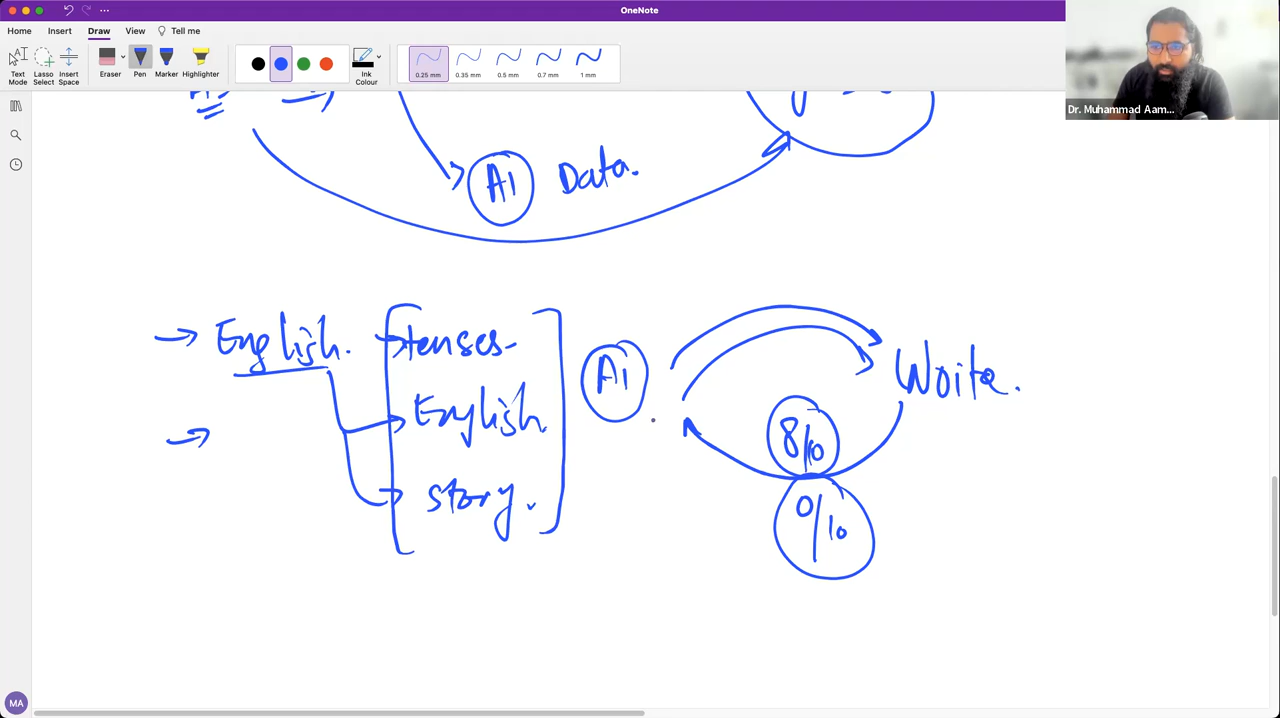 OneNote
Home Insert Draw View Tell me
Text Mode
Lasso Select
Insert Space
Eraser
Pen
Marker
Highlighter
Ink Colour
0.25 mm 0.35 mm 0.5 mm 0.7 mm 1 mm
Dr. Muhammad Aam...
AI Data.
English. tenses-
AI
Write.
English.
8/10
story.
0/10
MA